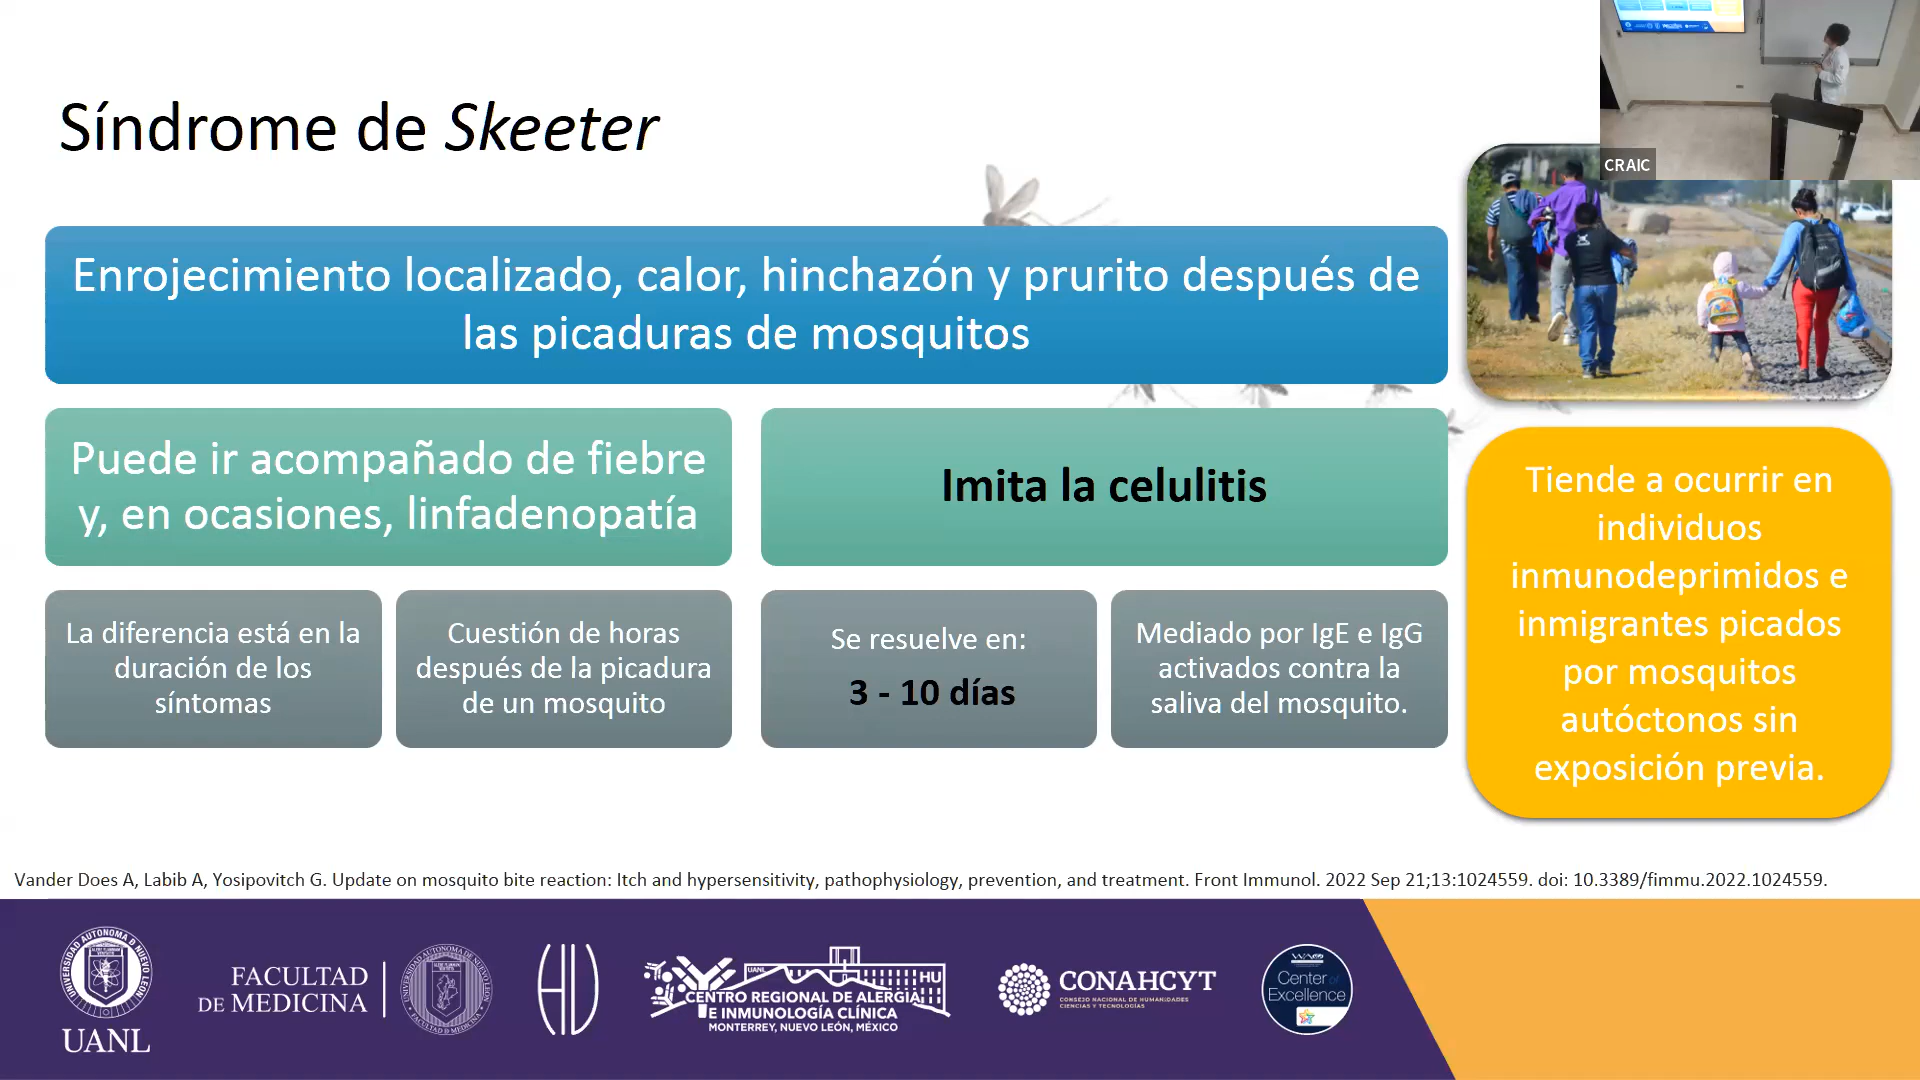 Síndrome de Skeeter
CRAIC
Enrojecimiento localizado, calor, hinchazón y prurito después de
las picaduras de mosquitos
Puede ir acompañado de fiebre
y, en ocasiones, linfadenopatía
Imita la celulitis
La diferencia está en la
duración de los
síntomas
Cuestión de horas
después de la picadura
de un mosquito
Se resuelve en:
3 - 10 días
Mediado por IgE e IgG
activados contra la
saliva del mosquito.
Tiende a ocurrir en
individuos
inmunodeprimidos e
inmigrantes picados
por mosquitos
autóctonos sin
exposición previa.
Vander Does A, Labib A, Yosipovitch G. Update on mosquito bite reaction: Itch and hypersensitivity, pathophysiology, prevention, and treatment. Front Immunol. 2022 Sep 21;13:1024559. doi: 10.3389/fimmu.2022.1024559.
UANL
FACULTAD
DE MEDICINA
UANL
HU
CENTRO REGIONAL DE ALERGIA
E INMUNOLOGÍA CLÍNICA
MONTERREY, NUEVO LEÓN, MÉXICO
CONAHCYT
CONSEJO NACIONAL DE HUMANIDADES
CIENCIAS Y TECNOLOGÍAS
WAO
Center of
Excellence